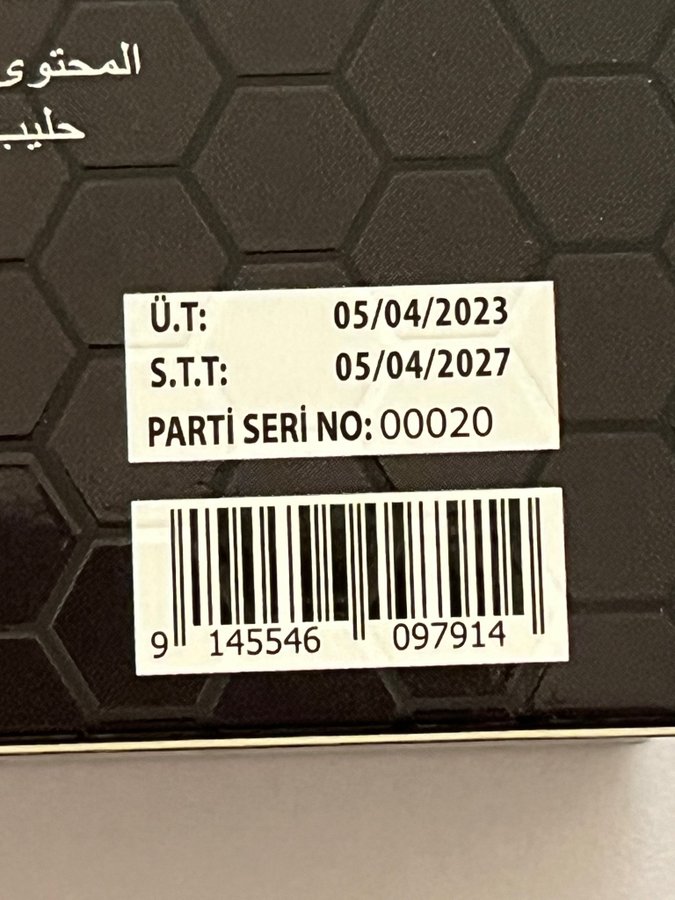 المحتوى
حليب
Ü.T: 05/04/2023
S.T.T: 05/04/2027
PARTİ SERİ NO: 00020
9 145546 097914